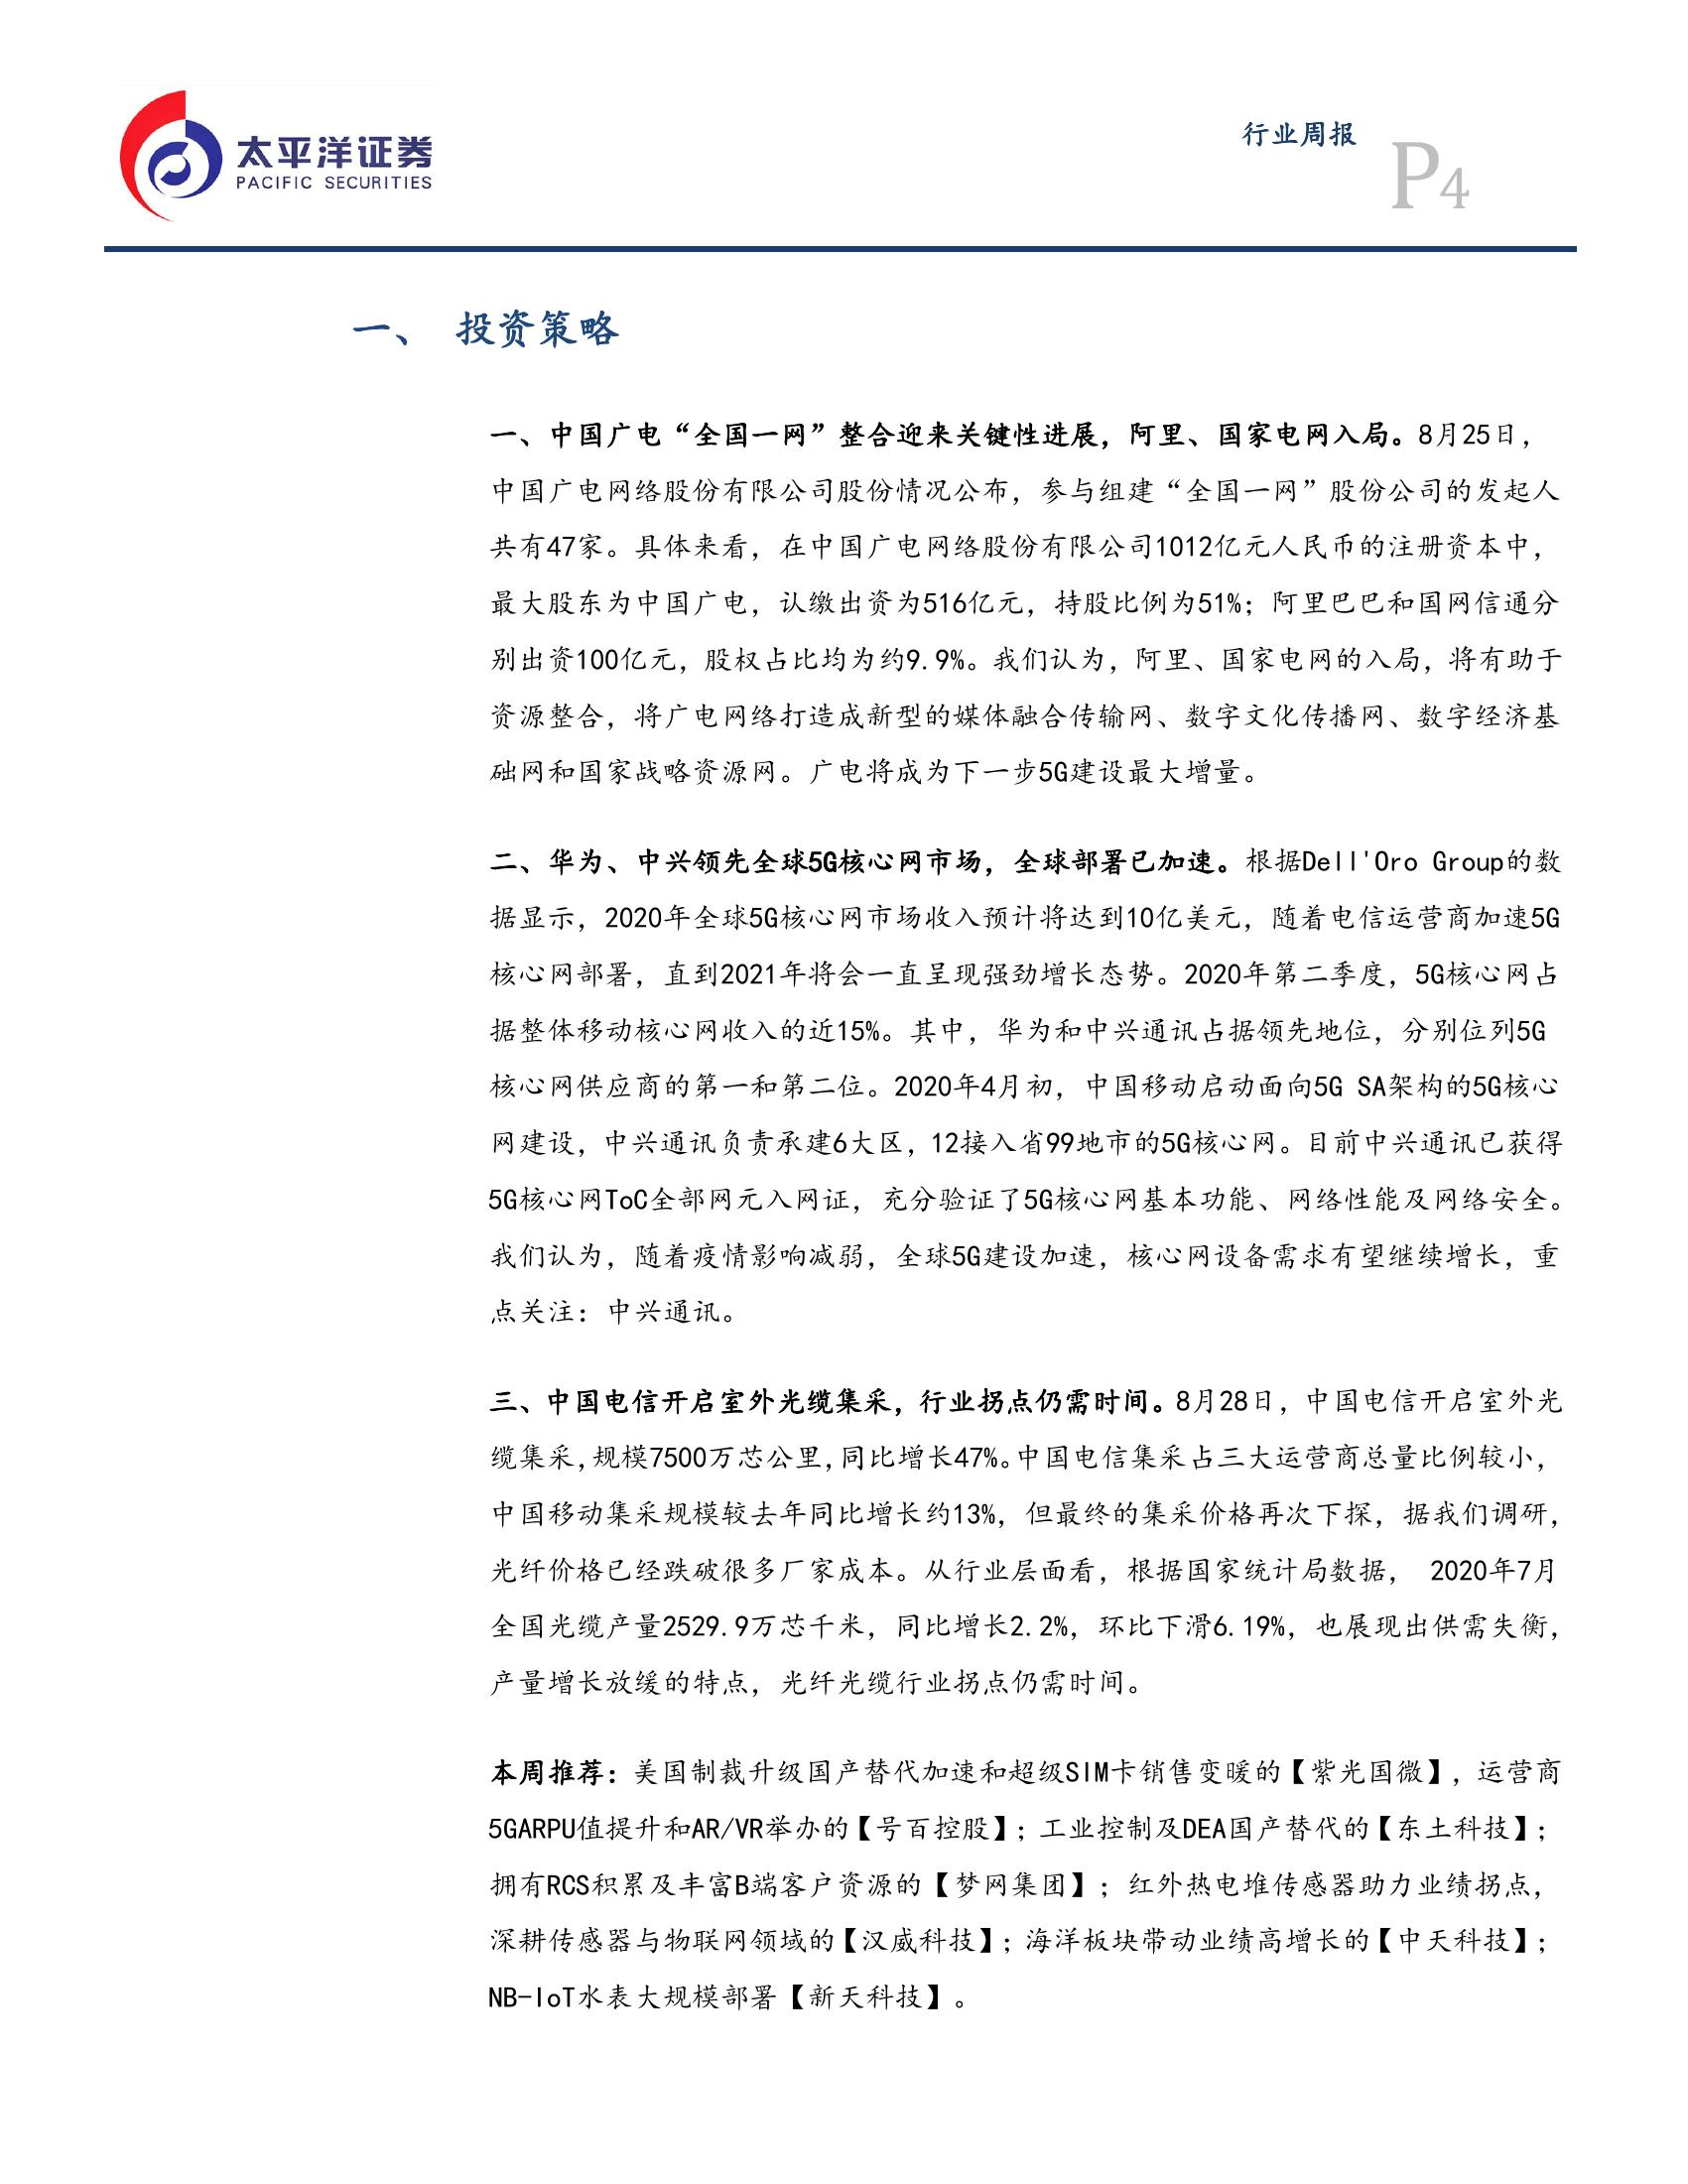 太平洋证券
PACIFIC SECURITIES
行业周报
P4
一、 投资策略
一、中国广电“全国一网”整合迎来关键性进展，阿里、国家电网入局。8月25日，
中国广电网络股份有限公司股份情况公布，参与组建“全国一网”股份公司的发起人
共有47家。具体来看，在中国广电网络股份有限公司1012亿元人民币的注册资本中，
最大股东为中国广电，认缴出资为516亿元，持股比例为51%；阿里巴巴和国网信通分
别出资100亿元，股权占比均为约9.9%。我们认为，阿里、国家电网的入局，将有助于
资源整合，将广电网络打造成新型的媒体融合传输网、数字文化传播网、数字经济基
础网和国家战略资源网。广电将成为下一步5G建设最大增量。
二、华为、中兴领先全球5G核心网市场，全球部署已加速。根据Dell'Oro Group的数
据显示，2020年全球5G核心网市场收入预计将达到10亿美元，随着电信运营商加速5G
核心网部署，直到2021年将会一直呈现强劲增长态势。2020年第二季度，5G核心网占
据整体移动核心网收入的近15%。其中，华为和中兴通讯占据领先地位，分别位列5G
核心网供应商的第一和第二位。2020年4月初，中国移动启动面向5G SA架构的5G核心
网建设，中兴通讯负责承建6大区，12接入省99地市的5G核心网。目前中兴通讯已获得
5G核心网ToC全部网元入网证，充分验证了5G核心网基本功能、网络性能及网络安全。
我们认为，随着疫情影响减弱，全球5G建设加速，核心网设备需求有望继续增长，重
点关注：中兴通讯。
三、中国电信开启室外光缆集采，行业拐点仍需时间。8月28日，中国电信开启室外光
缆集采,规模7500万芯公里,同比增长47%。中国电信集采占三大运营商总量比例较小，
中国移动集采规模较去年同比增长约13%，但最终的集采价格再次下探，据我们调研，
光纤价格已经跌破很多厂家成本。从行业层面看，根据国家统计局数据， 2020年7月
全国光缆产量2529.9万芯千米，同比增长2.2%，环比下滑6.19%，也展现出供需失衡，
产量增长放缓的特点，光纤光缆行业拐点仍需时间。
本周推荐：美国制裁升级国产替代加速和超级SIM卡销售变暖的【紫光国微】，运营商
5GARPU值提升和AR/VR举办的【号百控股】；工业控制及DEA国产替代的【东土科技】；
拥有RCS积累及丰富B端客户资源的【梦网集团】；红外热电堆传感器助力业绩拐点，
深耕传感器与物联网领域的【汉威科技】；海洋板块带动业绩高增长的【中天科技】；
NB-IoT水表大规模部署【新天科技】。